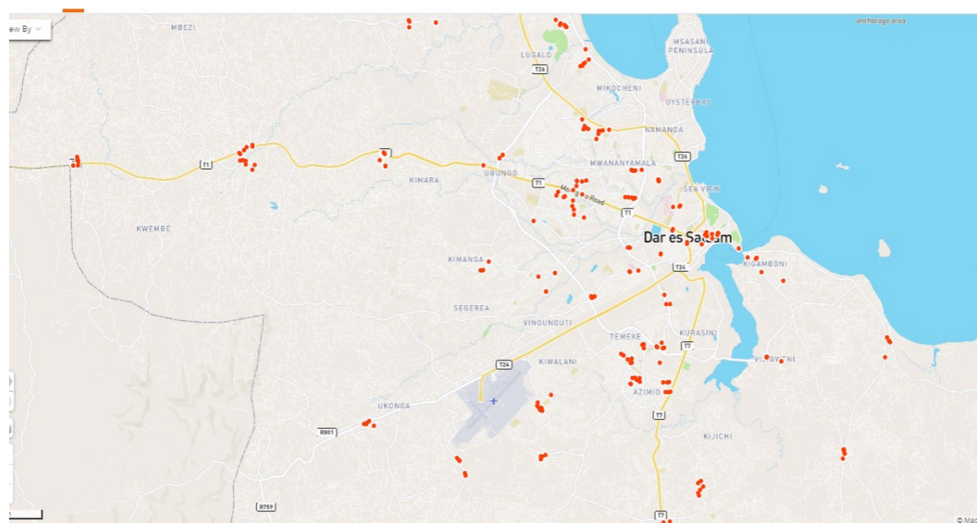 anchorage area
MBEZI
ew By
MSASANI
PENINSULA
LUGALO
T26
MIKOCHENI
OYSTERBAY
NAMANGA
T1
T1
MWANANYAMALA
T26
UBUNGO
KIMARA
T1
SEA VIEW
T1
KWEMBE
Dar es Salaam
KIMANGA
T24
KIGAMBONI
SEGEREA
VINGUNGUTI
TEMEKE
KURASINI
T7
KIWALANI
T24
AZIMIO
UKONGA
T7
B801
KIJICHI
B759
T7